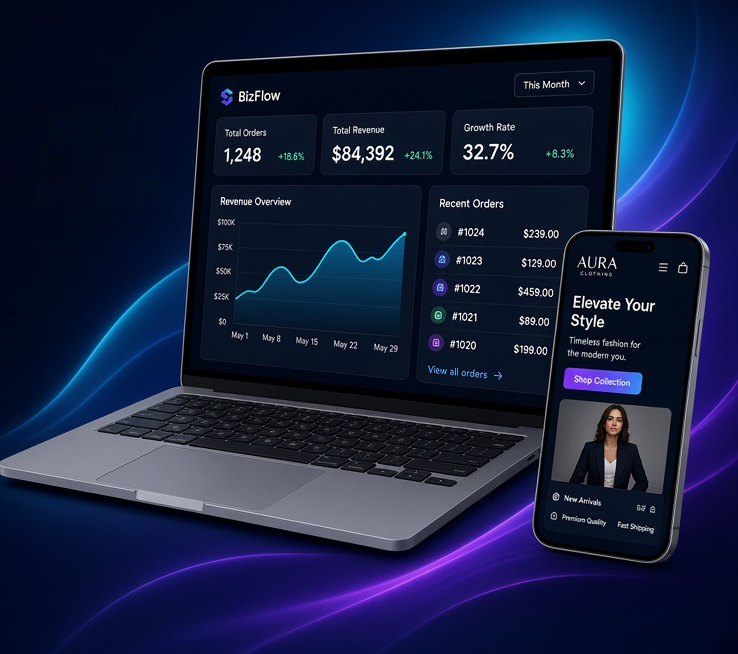 BizFlow
This Month
Total Orders
1,248 +18.6%
Total Revenue
$84,392 +24.1%
Growth Rate
32.7% +8.3%
Revenue Overview
$100K
$75K
$50K
$25K
$0
May 1 May 8 May 15 May 22 May 29
Recent Orders
#1024 $239.00
#1023 $129.00
#1022 $459.00
#1021 $89.00
#1020 $199.00
View all orders →
AURA
CLOTHING
Elevate Your
Style
Timeless fashion for
the modern you.
Shop Collection
New Arrivals
Premium Quality Fast Shipping